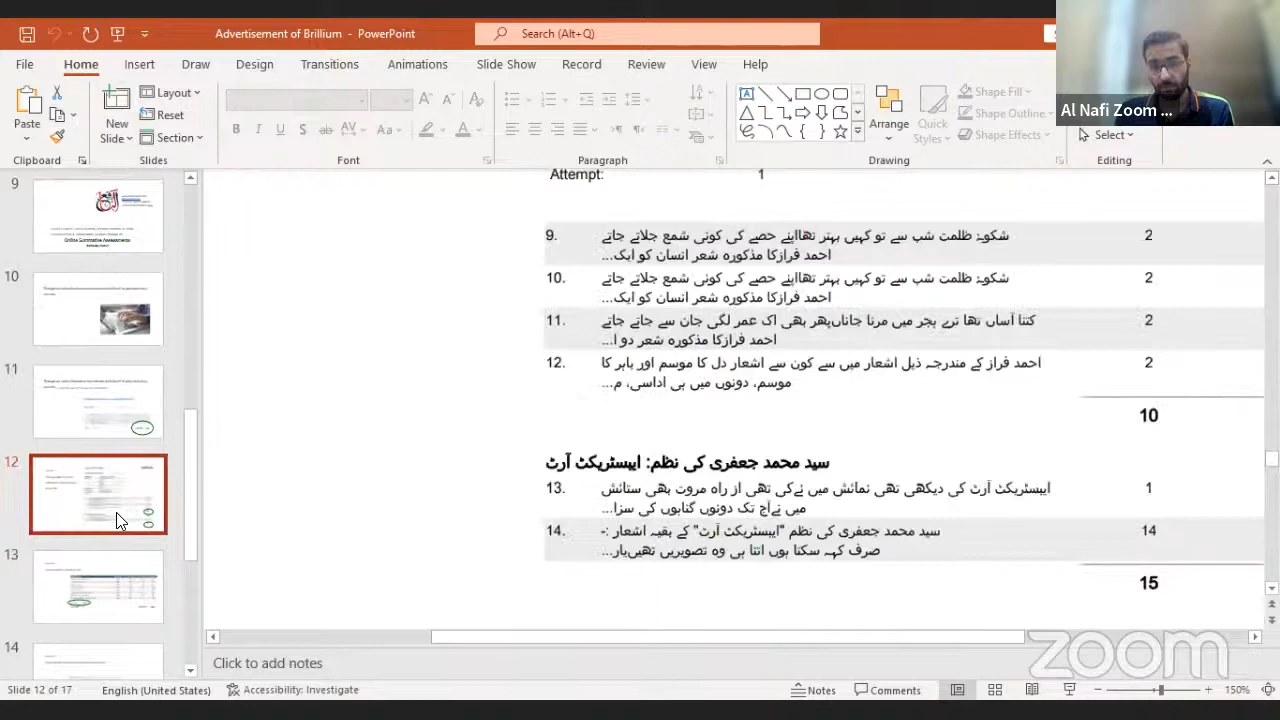 Advertisement of Brillium - PowerPoint
Search (Alt+Q)
Al Nafi Zoom ...
File Home Insert Draw Design Transitions Animations Slide Show Record Review View Help
Paste
New Slide
Layout
Reset
Section
Arrange
Quick Styles
Shape Fill
Shape Outline
Shape Effects
Select
Clipboard Slides Font Paragraph Drawing Editing
9
10
11
12
13
14
Attempt: 1
9. شکوۂ ظلمت شب سے تو کہیں بہتر تھااپنے حصے کی کوئی شمع جلاتے جاتے 2
احمد فرازکا مذکورہ شعر انسان کو ایک...
10. شکوۂ ظلمت شب سے تو کہیں بہتر تھااپنے حصے کی کوئی شمع جلاتے جاتے 2
احمد فرازکا مذکورہ شعر انسان کو ایک...
11. کتنا آساں تھا ترے ہجر میں مرنا جاناںپھر بھی اک عمر لگی جان سے جاتے جاتے 2
احمد فرازکا مذکورہ شعر دو ا...
12. احمد فراز کے مندرجہ ذیل اشعار میں سے کون سے اشعار دل کا موسم اور باہر کا 2
موسم، دونوں میں ہی اداسی، م...
10
سید محمد جعفری کی نظم: ایبسٹریکٹ آرٹ
13. ایبسٹریکٹ آرٹ کی دیکھی تھی نمائش میں نےکی تھی از راہ مروت بھی ستائش 1
میں نےآج تک دونوں گناہوں کی سزا...
14. سید محمد جعفری کی نظم "ایبسٹریکٹ آرٹ" کے بقیہ اشعار :- 14
صرف کہہ سکتا ہوں اتنا ہی وہ تصویریں تھیںیار...
15
Click to add notes
zoom
Slide 12 of 17 English (United States) Accessibility: Investigate Notes Comments 150%